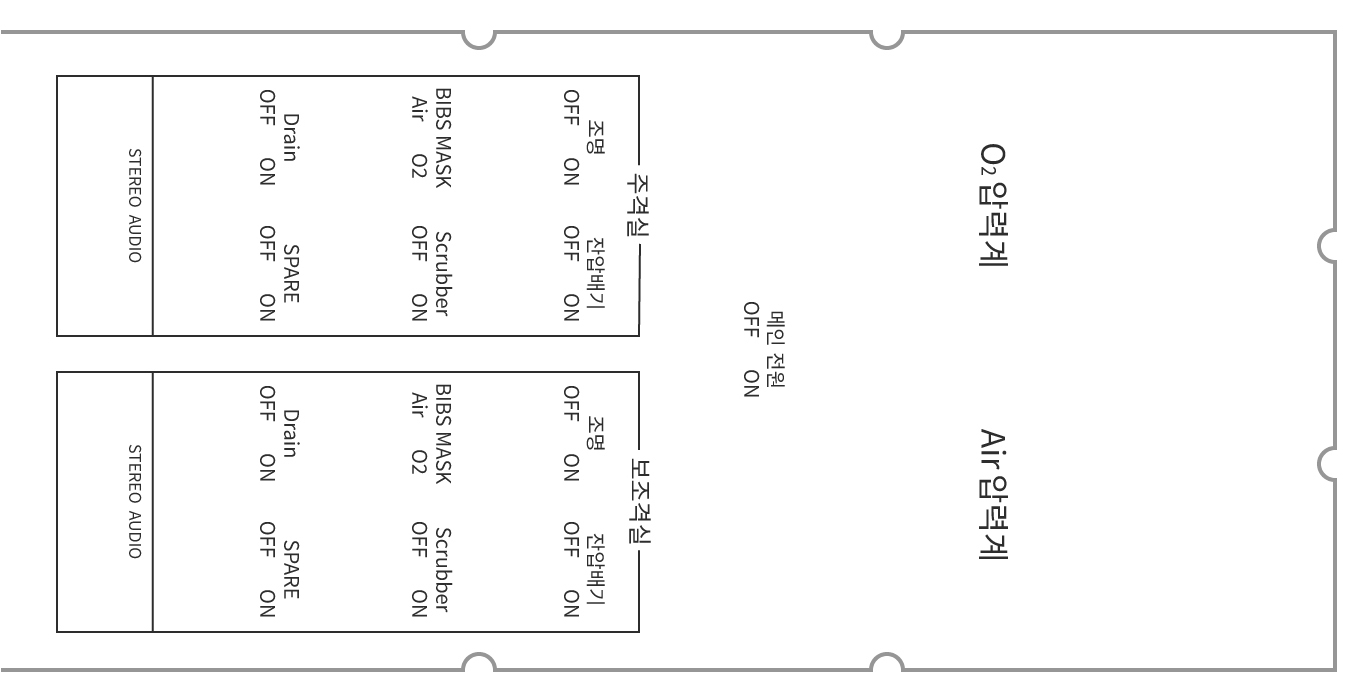 O₂ 압력계
Air 압력계
메인 전원
OFF ON
주격실
조명
OFF ON
잔압배기
OFF ON
BIBS MASK
Air O2
Scrubber
OFF ON
Drain
OFF ON
SPARE
OFF ON
STEREO AUDIO
보조격실
조명
OFF ON
잔압배기
OFF ON
BIBS MASK
Air O2
Scrubber
OFF ON
Drain
OFF ON
SPARE
OFF ON
STEREO AUDIO